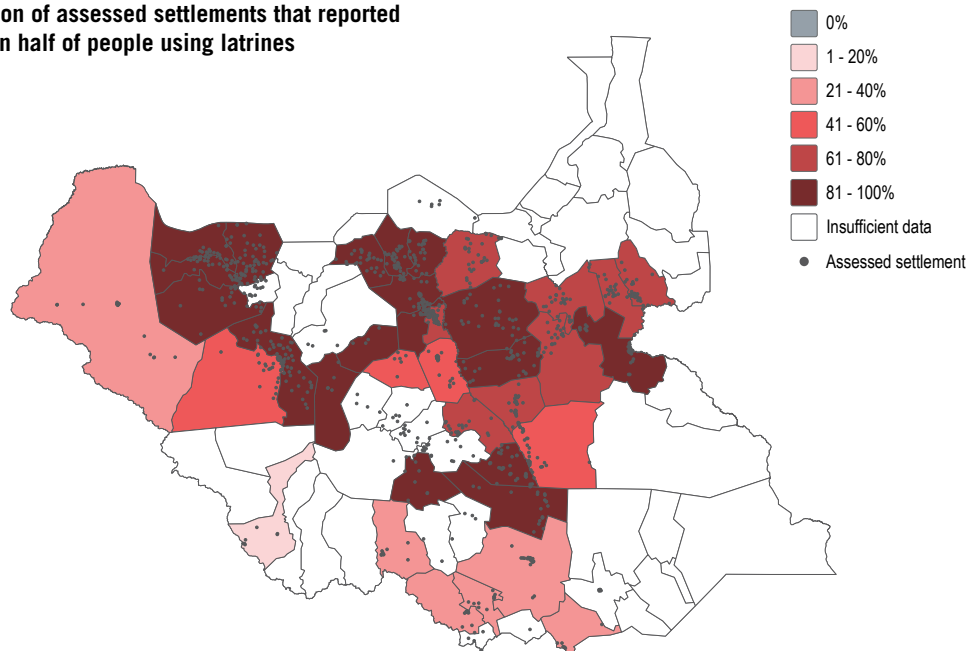 of assessed settlements that reported
half of people using latrines
0%
1 - 20%
21 - 40%
41 - 60%
61 - 80%
81 - 100%
Insufficient data
Assessed settlement